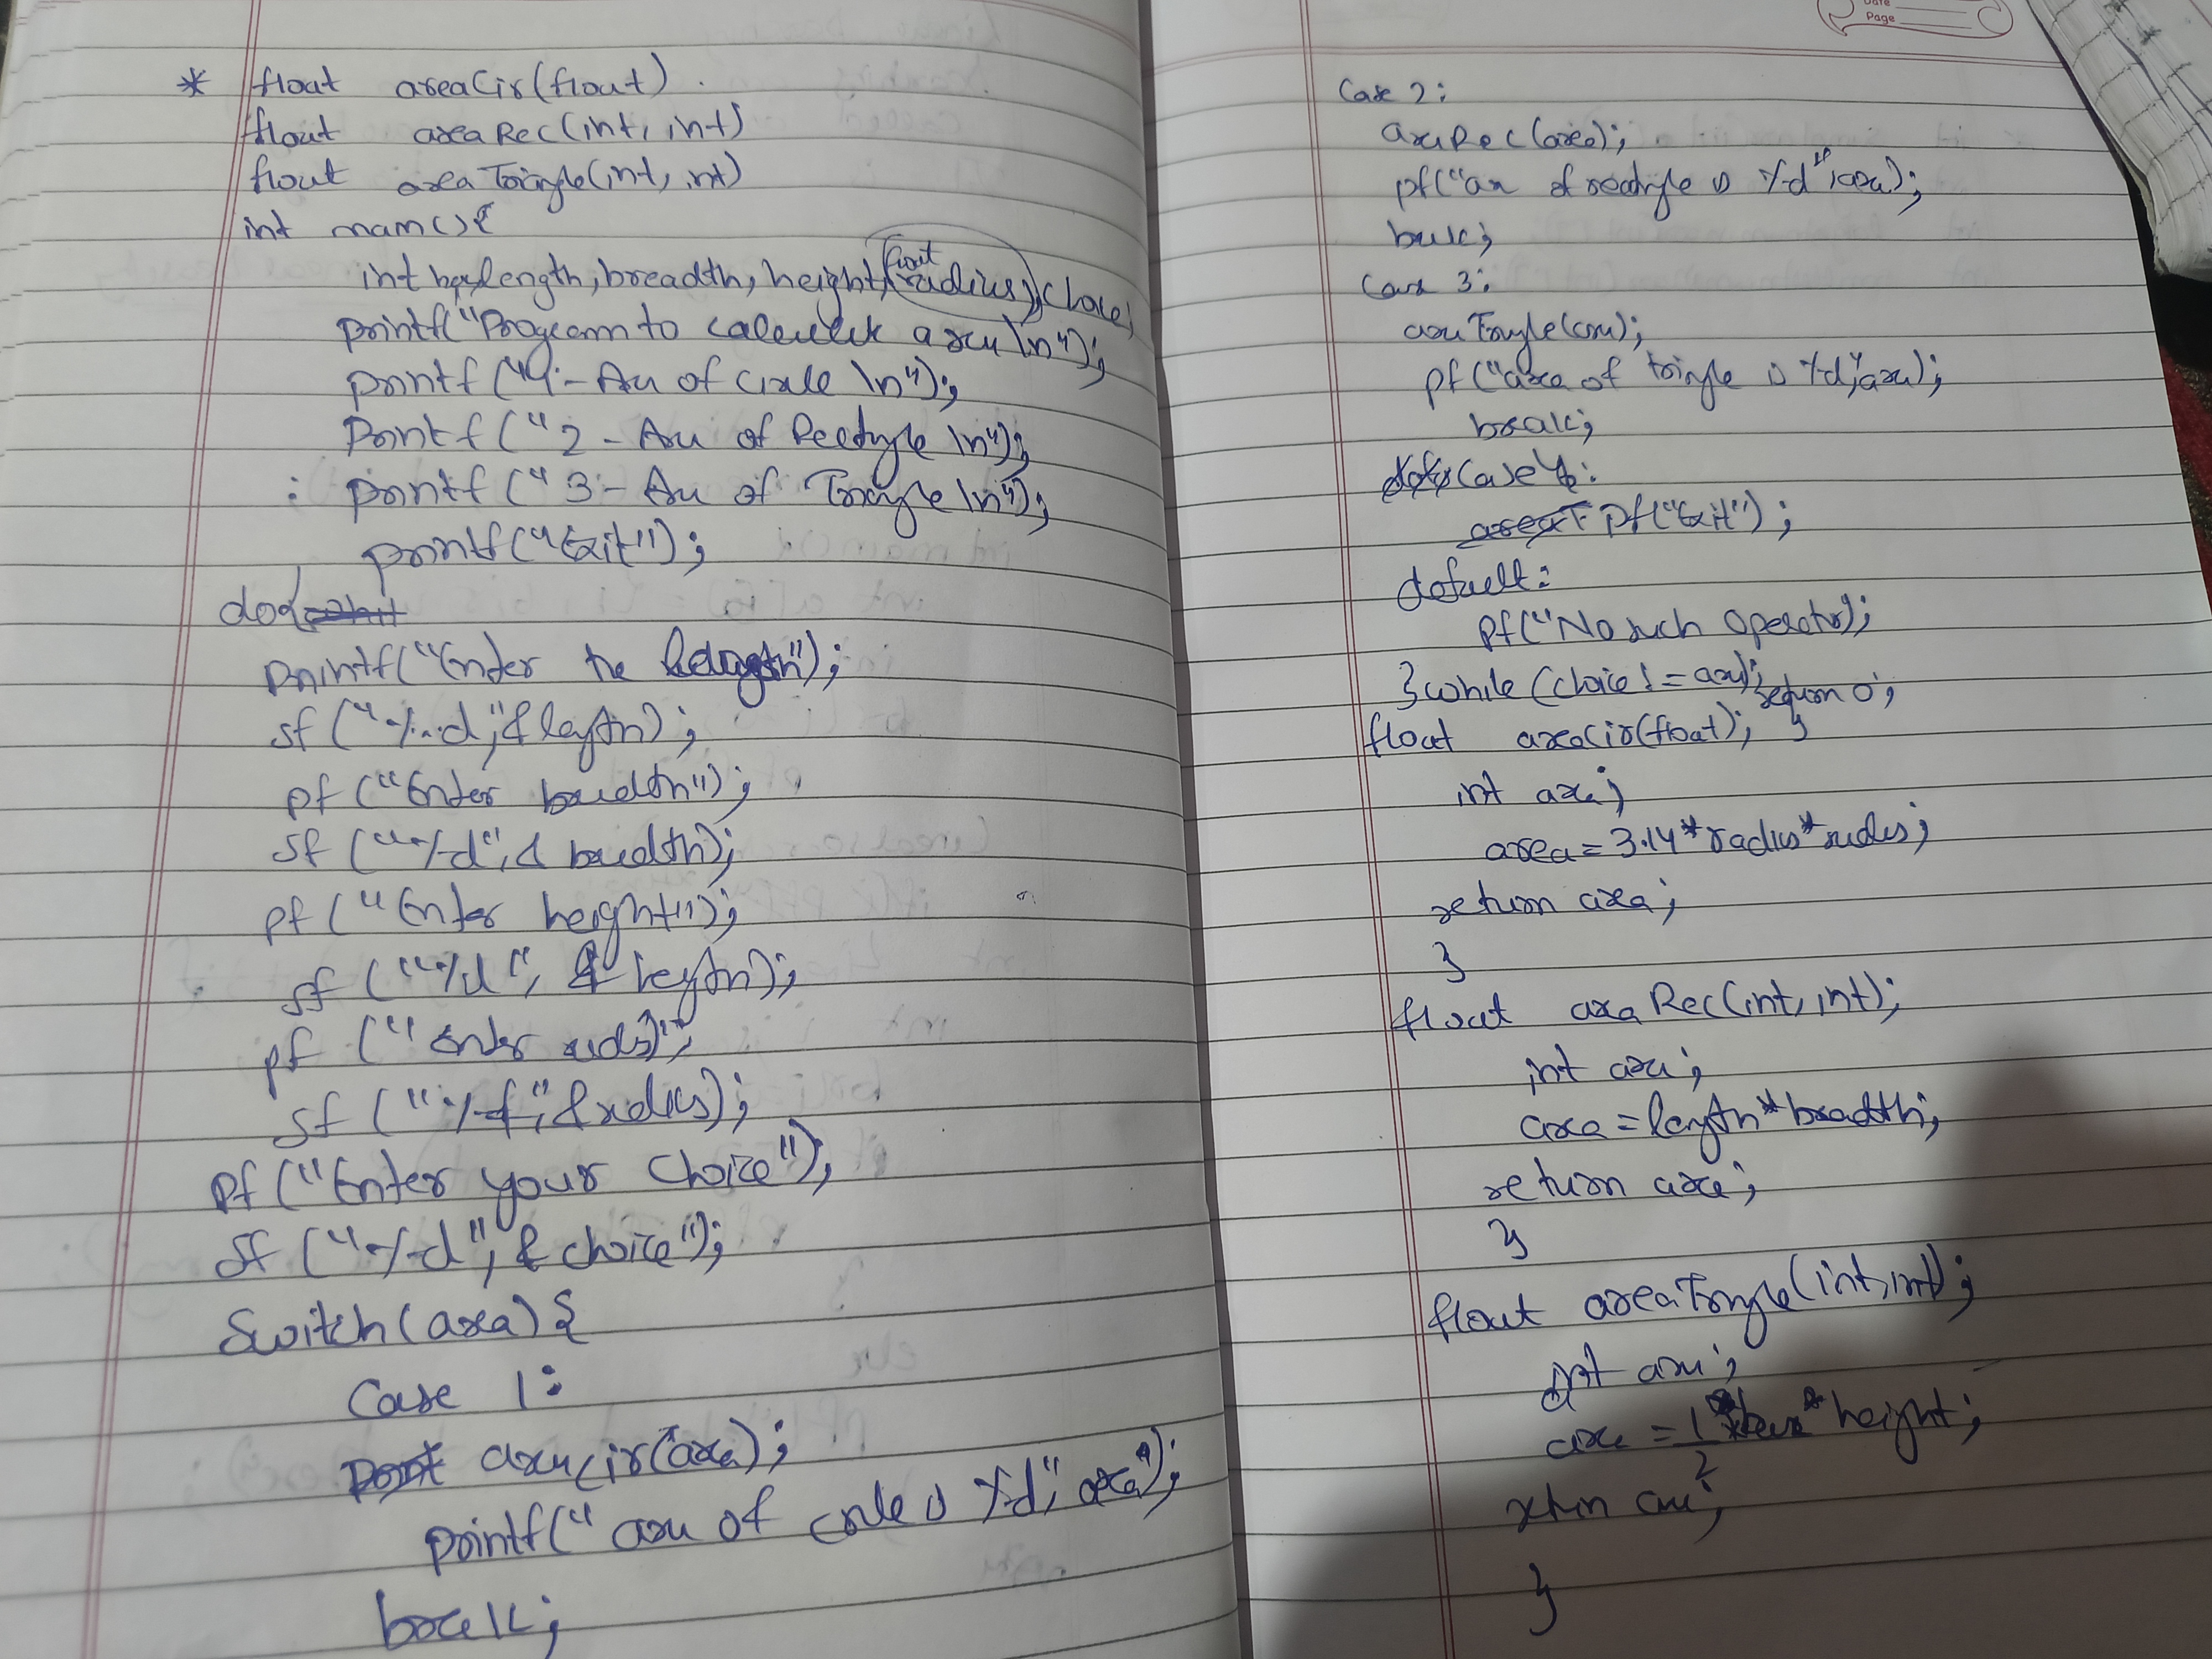 * float areaCir(float).
float areaRec(int, int)
float areaTriangle(int, int)
int main(){
int length, breadth, height, float radius, choice;
printf("Program to calculate area \n");
printf("1 - Area of Circle \n");
printf("2 - Area of Rectangle \n");
: printf("3 - Area of Triangle \n");
printf("Exit");
do{
printf("Enter the length");
sf("%d", &length);
pf("Enter breadth");
sf("%d", & breadth);
pf("Enter height");
sf("%d", & length);
pf("Enter radius");
sf("%f", &radius);
pf("Enter your Choice");
sf("%d", & choice");
Switch(area){
Case 1:
areaCir(area);
printf("area of circle is %d", area");
break;
Date
Page
Case 2:
areaRec(area);
pf("area of rectangle is %d", area);
break;
Case 3:
areaTriangle(area);
pf("area of triangle is %d", area);
break;
Case 4:
pf("Exit");
default:
pf("No such operator);
}while(choice != area); return 0;
float areaCir(float); }
int area;
area = 3.14*radius*radius;
return area;
}
float areaRec(int, int);
int area;
area = length*breadth;
return area;
}
float areaTriangle(int, int);
int area;
area = 1/2 * base * height;
return area;
}